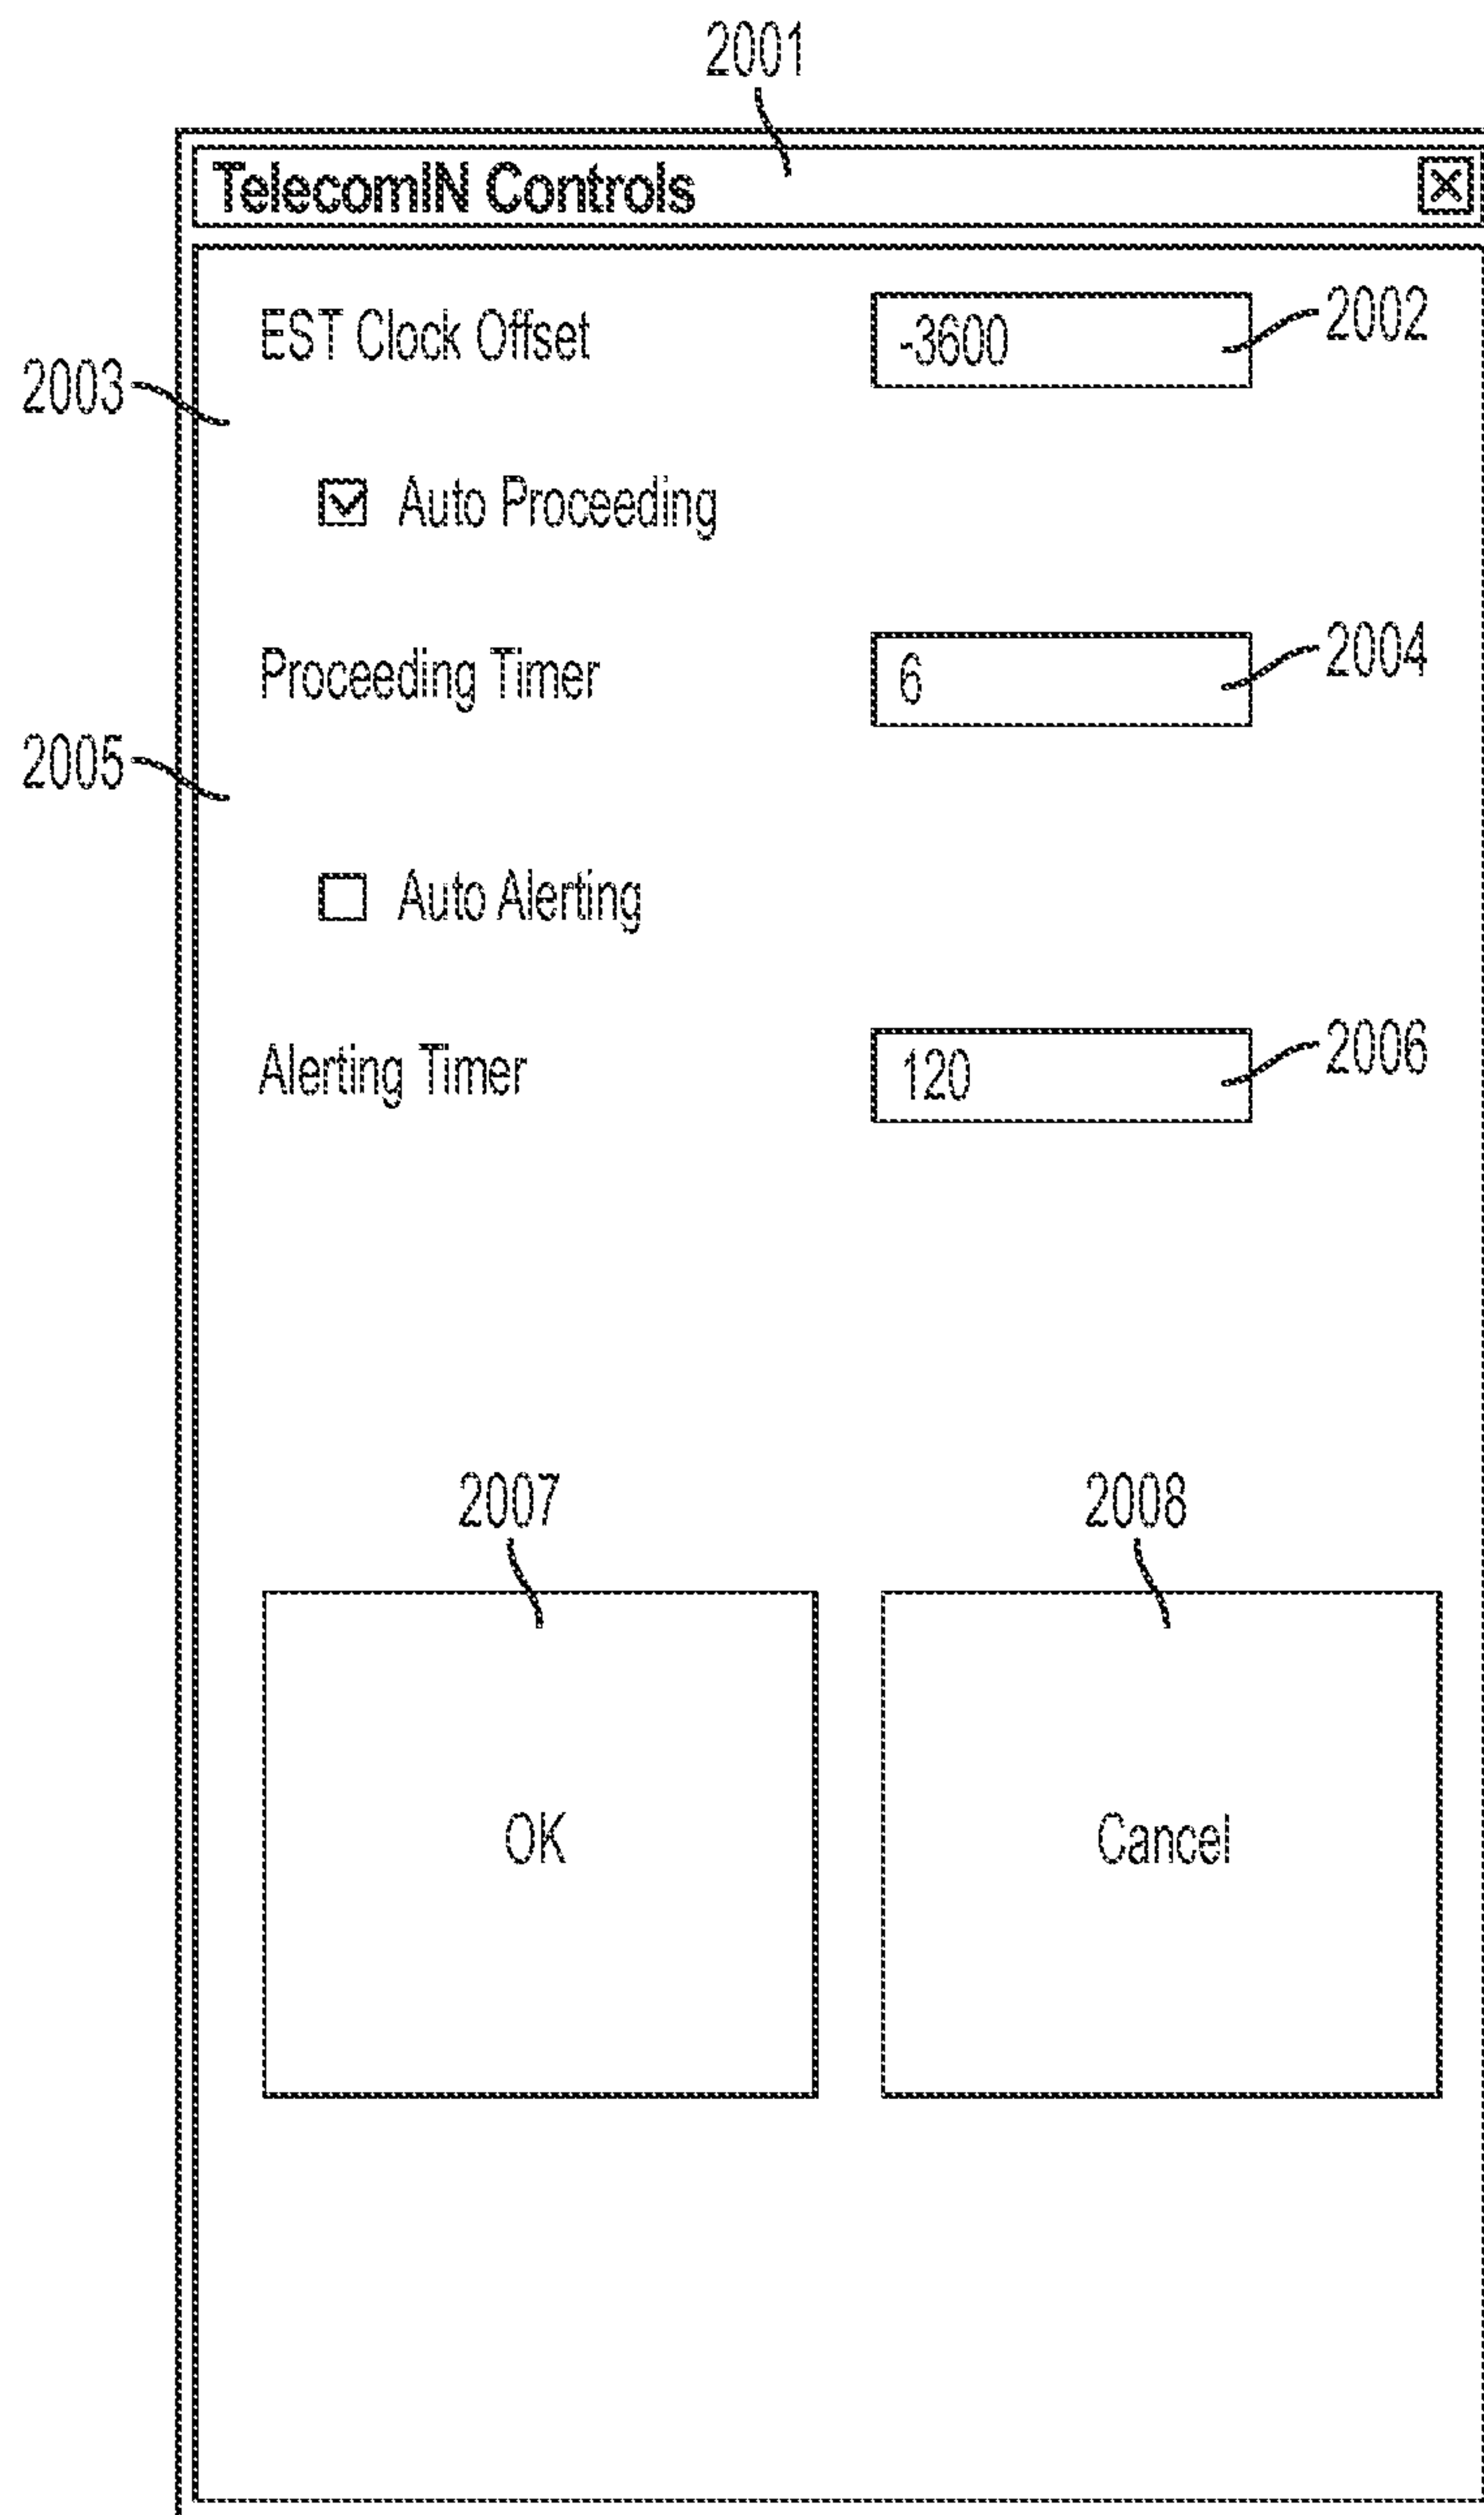 2001
TelecomIN Controls
EST Clock Offset -3600 2002
2003
Auto Proceeding
Proceeding Timer 6 2004
2005
Auto Alerting
Alerting Timer 120 2006
2007 2008
OK Cancel